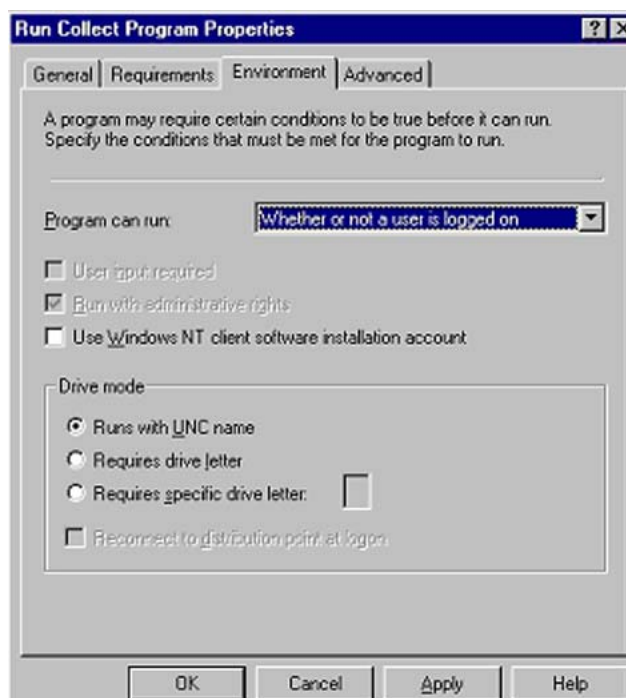 Run Collect Program Properties
General Requirements Environment Advanced
A program may require certain conditions to be true before it can run.
Specify the conditions that must be met for the program to run.
Program can run: Whether or not a user is logged on
User input required
Run with administrative rights
Use Windows NT client software installation account
Drive mode
Runs with UNC name
Requires drive letter
Requires specific drive letter:
Reconnect to distribution point at logon
OK Cancel Apply Help